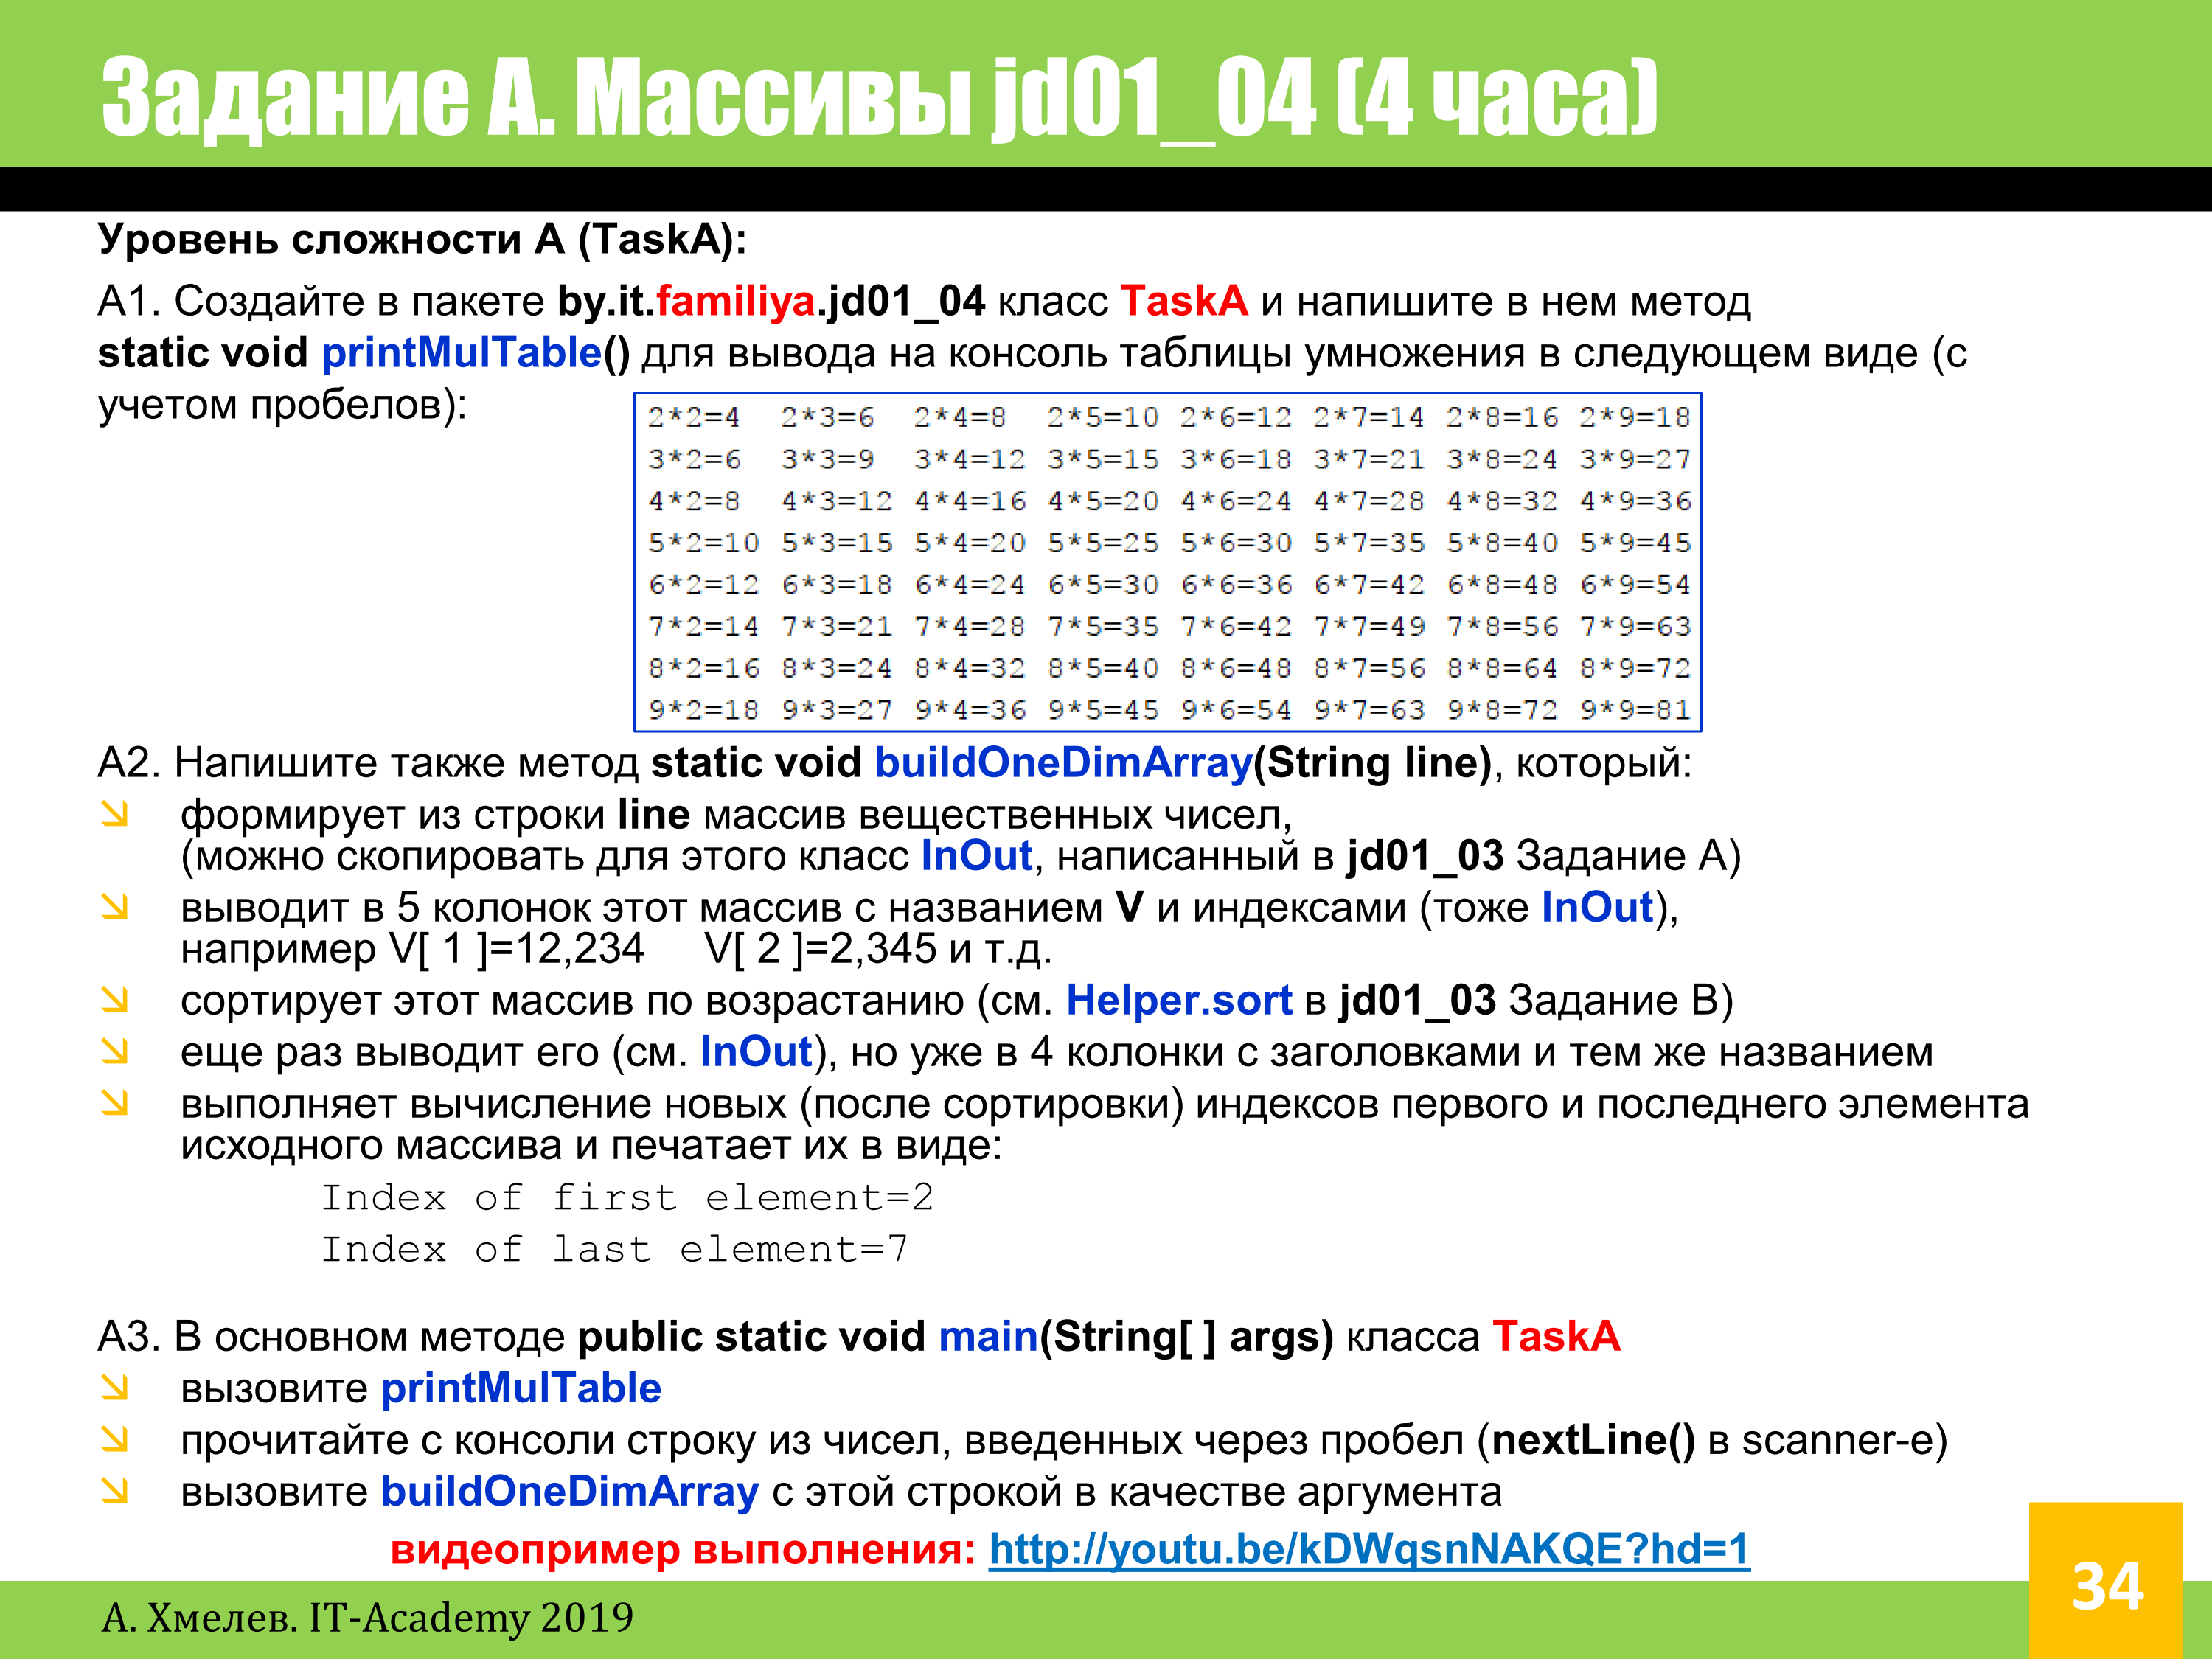 Задание А. Массивы jd01_04 (4 часа)
Уровень сложности A (TaskA):
A1. Создайте в пакете by.it.familiya.jd01_04 класс TaskA и напишите в нем метод
static void printMulTable() для вывода на консоль таблицы умножения в следующем виде (с
учетом пробелов):
2*2=4  2*3=6  2*4=8  2*5=10 2*6=12 2*7=14 2*8=16 2*9=18
3*2=6  3*3=9  3*4=12 3*5=15 3*6=18 3*7=21 3*8=24 3*9=27
4*2=8  4*3=12 4*4=16 4*5=20 4*6=24 4*7=28 4*8=32 4*9=36
5*2=10 5*3=15 5*4=20 5*5=25 5*6=30 5*7=35 5*8=40 5*9=45
6*2=12 6*3=18 6*4=24 6*5=30 6*6=36 6*7=42 6*8=48 6*9=54
7*2=14 7*3=21 7*4=28 7*5=35 7*6=42 7*7=49 7*8=56 7*9=63
8*2=16 8*3=24 8*4=32 8*5=40 8*6=48 8*7=56 8*8=64 8*9=72
9*2=18 9*3=27 9*4=36 9*5=45 9*6=54 9*7=63 9*8=72 9*9=81
A2. Напишите также метод static void buildOneDimArray(String line), который:
формирует из строки line массив вещественных чисел,
(можно скопировать для этого класс InOut, написанный в jd01_03 Задание А)
выводит в 5 колонок этот массив с названием V и индексами (тоже InOut),
например V[ 1 ]=12,234     V[ 2 ]=2,345 и т.д.
сортирует этот массив по возрастанию (см. Helper.sort в jd01_03 Задание B)
еще раз выводит его (см. InOut), но уже в 4 колонки с заголовками и тем же названием
выполняет вычисление новых (после сортировки) индексов первого и последнего элемента
исходного массива и печатает их в виде:
Index of first element=2
Index of last element=7
A3. В основном методе public static void main(String[ ] args) класса TaskA
вызовите printMulTable
прочитайте с консоли строку из чисел, введенных через пробел (nextLine() в scanner-е)
вызовите buildOneDimArray с этой строкой в качестве аргумента
видеопример выполнения: http://youtu.be/kDWqsnNAKQE?hd=1
34
А. Хмелев. IT-Academy 2019